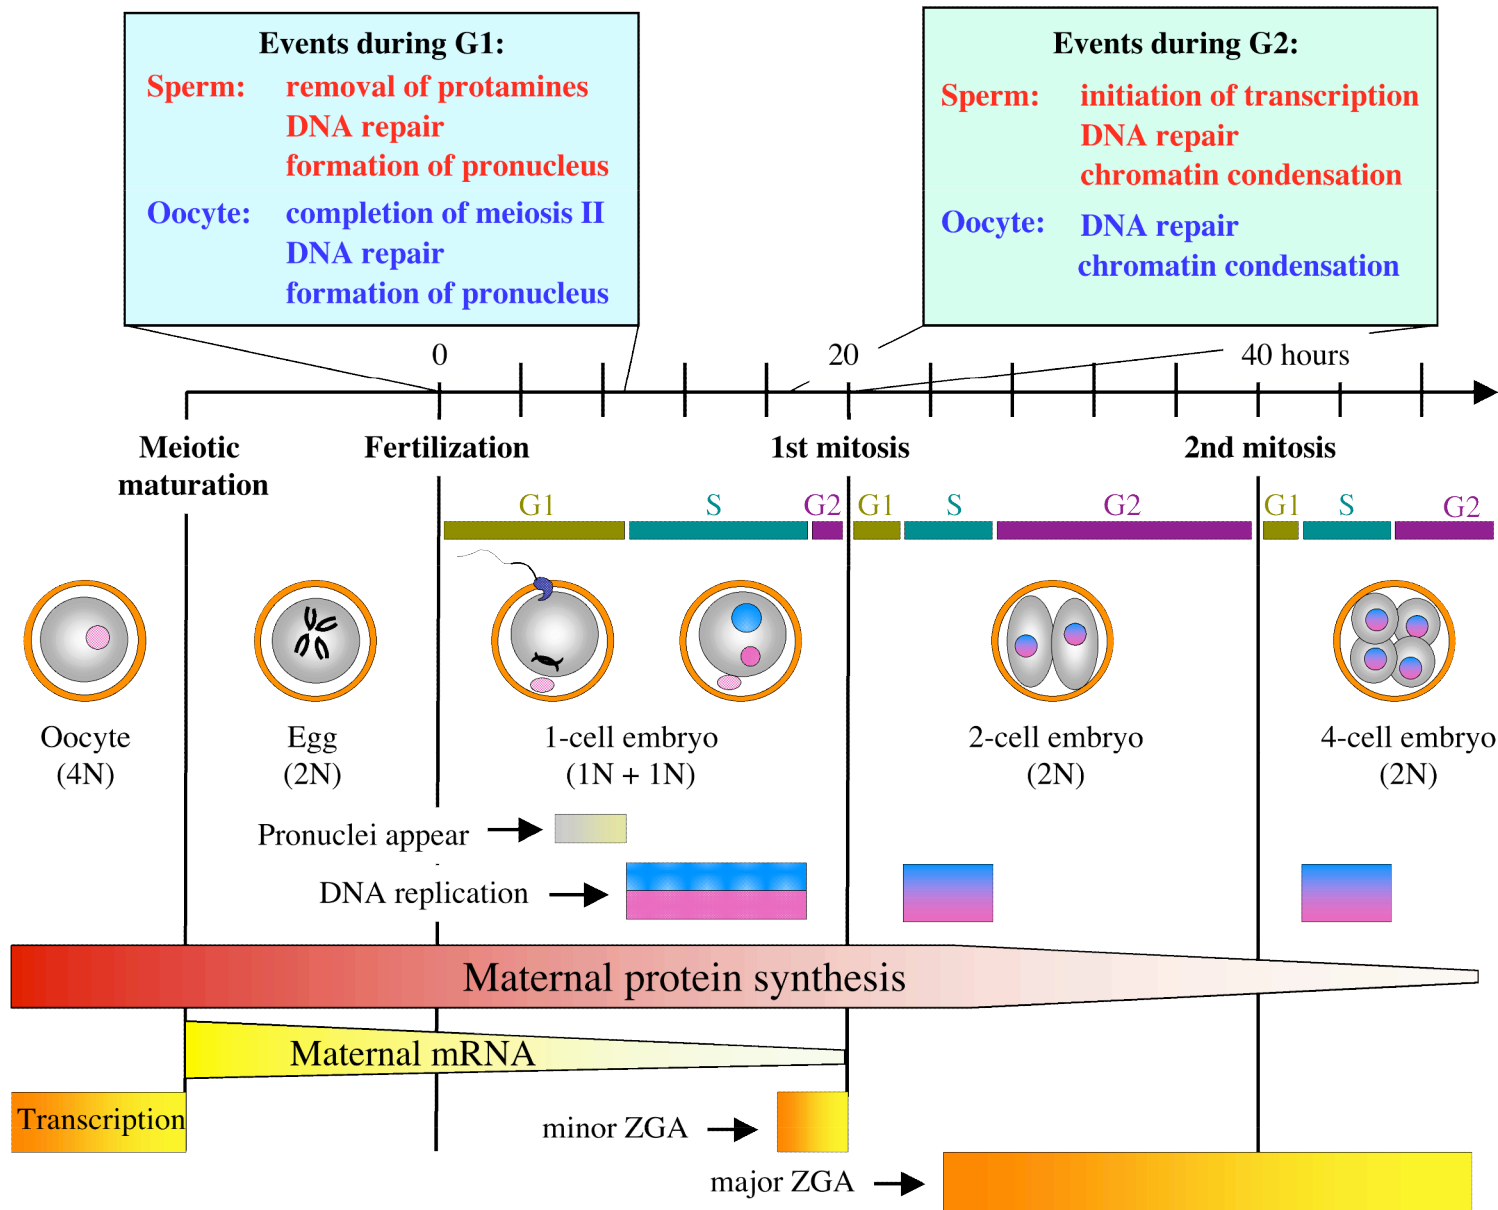 Events during G1:
Sperm: removal of protamines
DNA repair
formation of pronucleus
Oocyte: completion of meiosis II
DNA repair
formation of pronucleus
Events during G2:
Sperm: initiation of transcription
DNA repair
chromatin condensation
Oocyte: DNA repair
chromatin condensation
0
20
40 hours
Meiotic
maturation
Fertilization
1st mitosis
2nd mitosis
G1 S G2 G1 S G2 G1 S G2
Oocyte
(4N)
Egg
(2N)
1-cell embryo
(1N + 1N)
2-cell embryo
(2N)
4-cell embryo
(2N)
Pronuclei appear
DNA replication
Maternal protein synthesis
Maternal mRNA
Transcription
minor ZGA
major ZGA